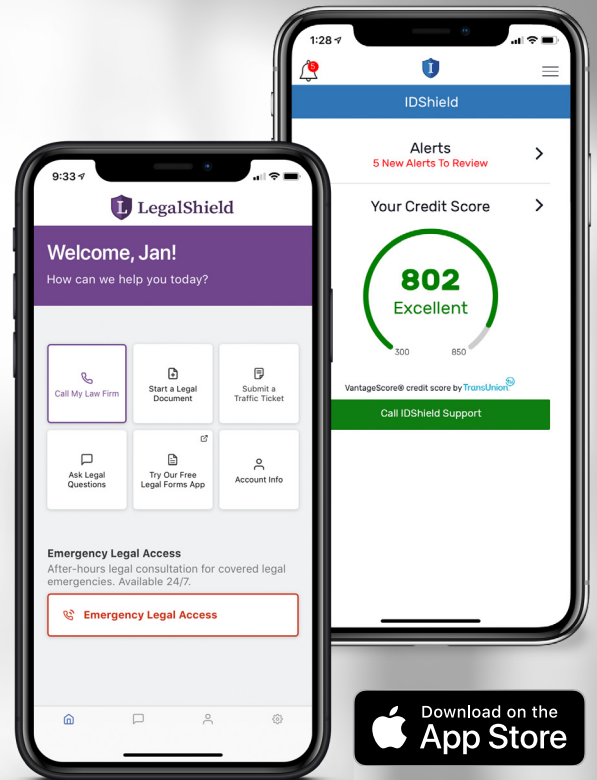 9:33
LegalShield
Welcome, Jan!
How can we help you today?
Call My Law Firm
Start a Legal
Document
Submit a
Traffic Ticket
Ask Legal
Questions
Try Our Free
Legal Forms App
Account Info
Emergency Legal Access
After-hours legal consultation for covered legal
emergencies. Available 24/7.
Emergency Legal Access
1:28
5
I
IDShield
Alerts
5 New Alerts To Review
Your Credit Score
802
Excellent
300
850
VantageScore® credit score by TransUnion
Call IDShield Support
Download on the
App Store